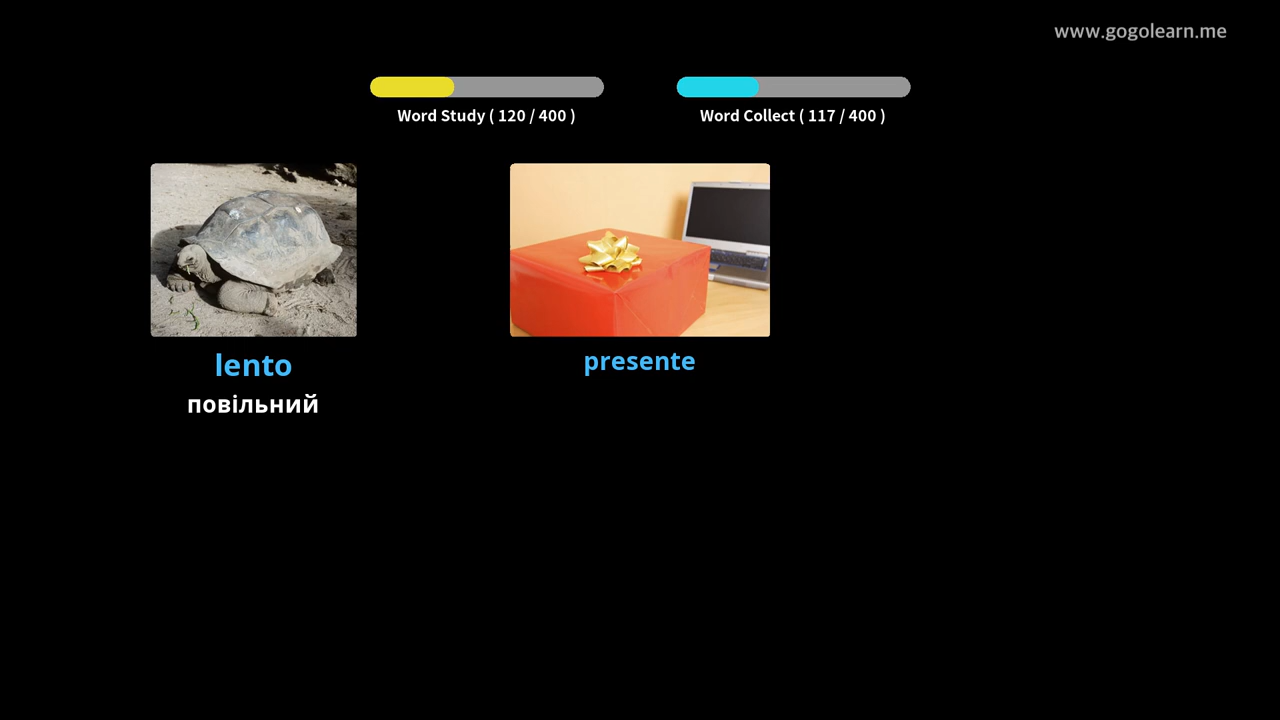 www.gogolearn.me
Word Study ( 120 / 400 )
Word Collect ( 117 / 400 )
lento
повільний
presente